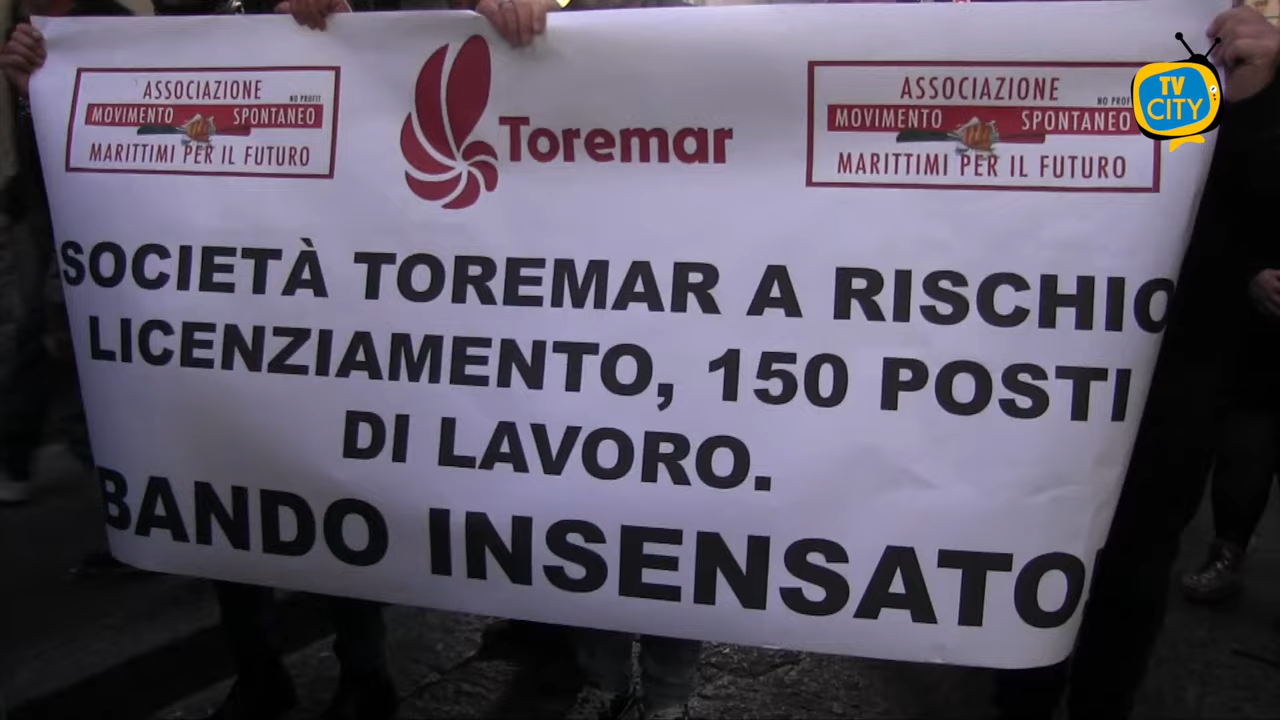 ASSOCIAZIONE
NO PROFIT
MOVIMENTO SPONTANEO
MARITTIMI PER IL FUTURO
Toremar
ASSOCIAZIONE
NO PROF
MOVIMENTO SPONTANEO
MARITTIMI PER IL FUTURO
TV
CITY
SOCIETÀ TOREMAR A RISCHIO
LICENZIAMENTO, 150 POSTI
DI LAVORO.
BANDO INSENSATO